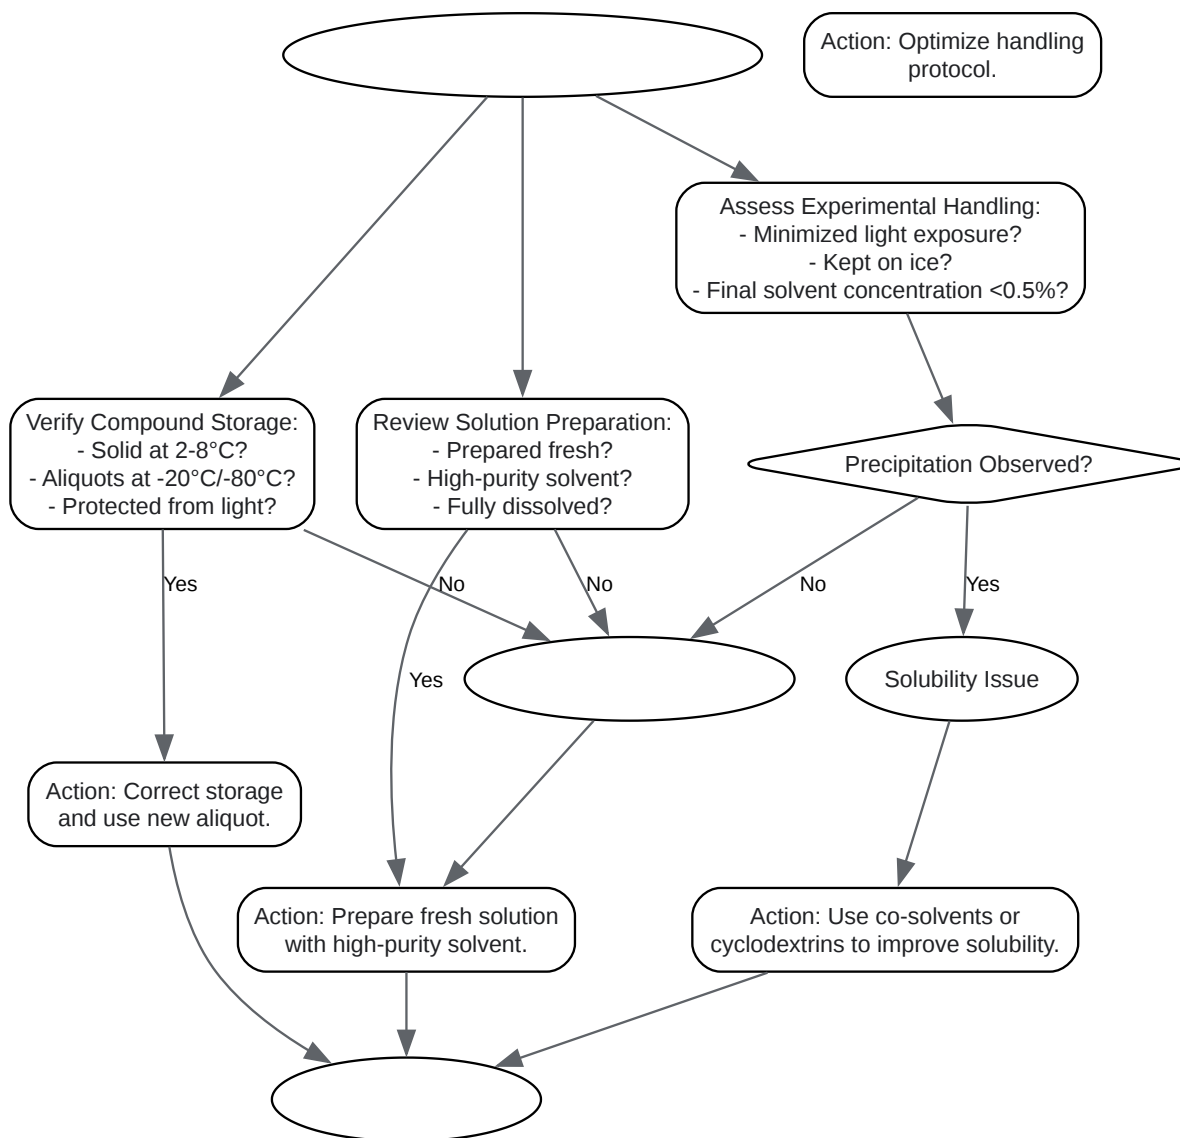 Action: Optimize handling
protocol.
Assess Experimental Handling:
- Minimized light exposure?
- Kept on ice?
- Final solvent concentration <0.5%?
Verify Compound Storage:
- Solid at 2-8°C?
- Aliquots at -20°C/-80°C?
- Protected from light?
Review Solution Preparation:
- Prepared fresh?
- High-purity solvent?
- Fully dissolved?
Precipitation Observed?
Yes
No
No
No
Yes
Yes
Solubility Issue
Action: Correct storage
and use new aliquot.
Action: Prepare fresh solution
with high-purity solvent.
Action: Use co-solvents or
cyclodextrins to improve solubility.